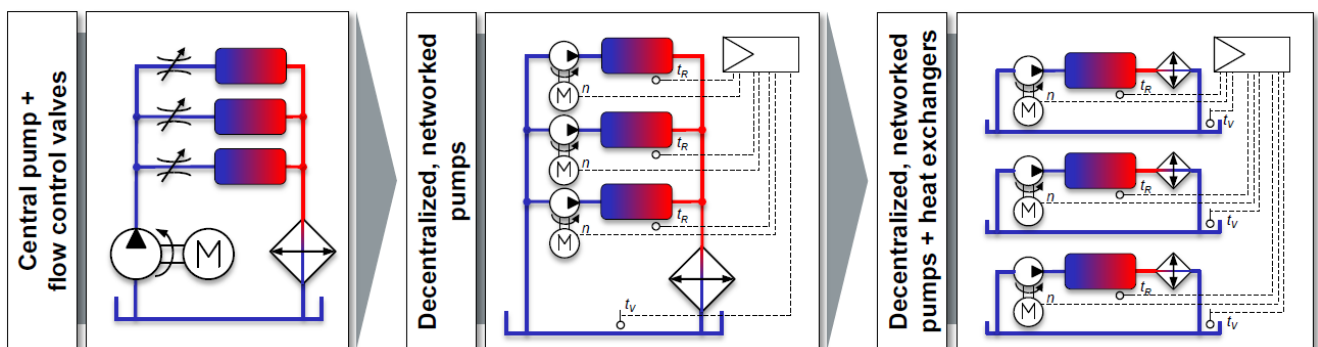 Central pump +
flow control valves
M
Decentralized, networked
pumps
t_R
n
M
t_R
n
M
t_R
n
M
t_V
Decentralized, networked
pumps + heat exchangers
t_R
n
M
t_V
t_R
n
M
t_V
t_R
n
M
t_V